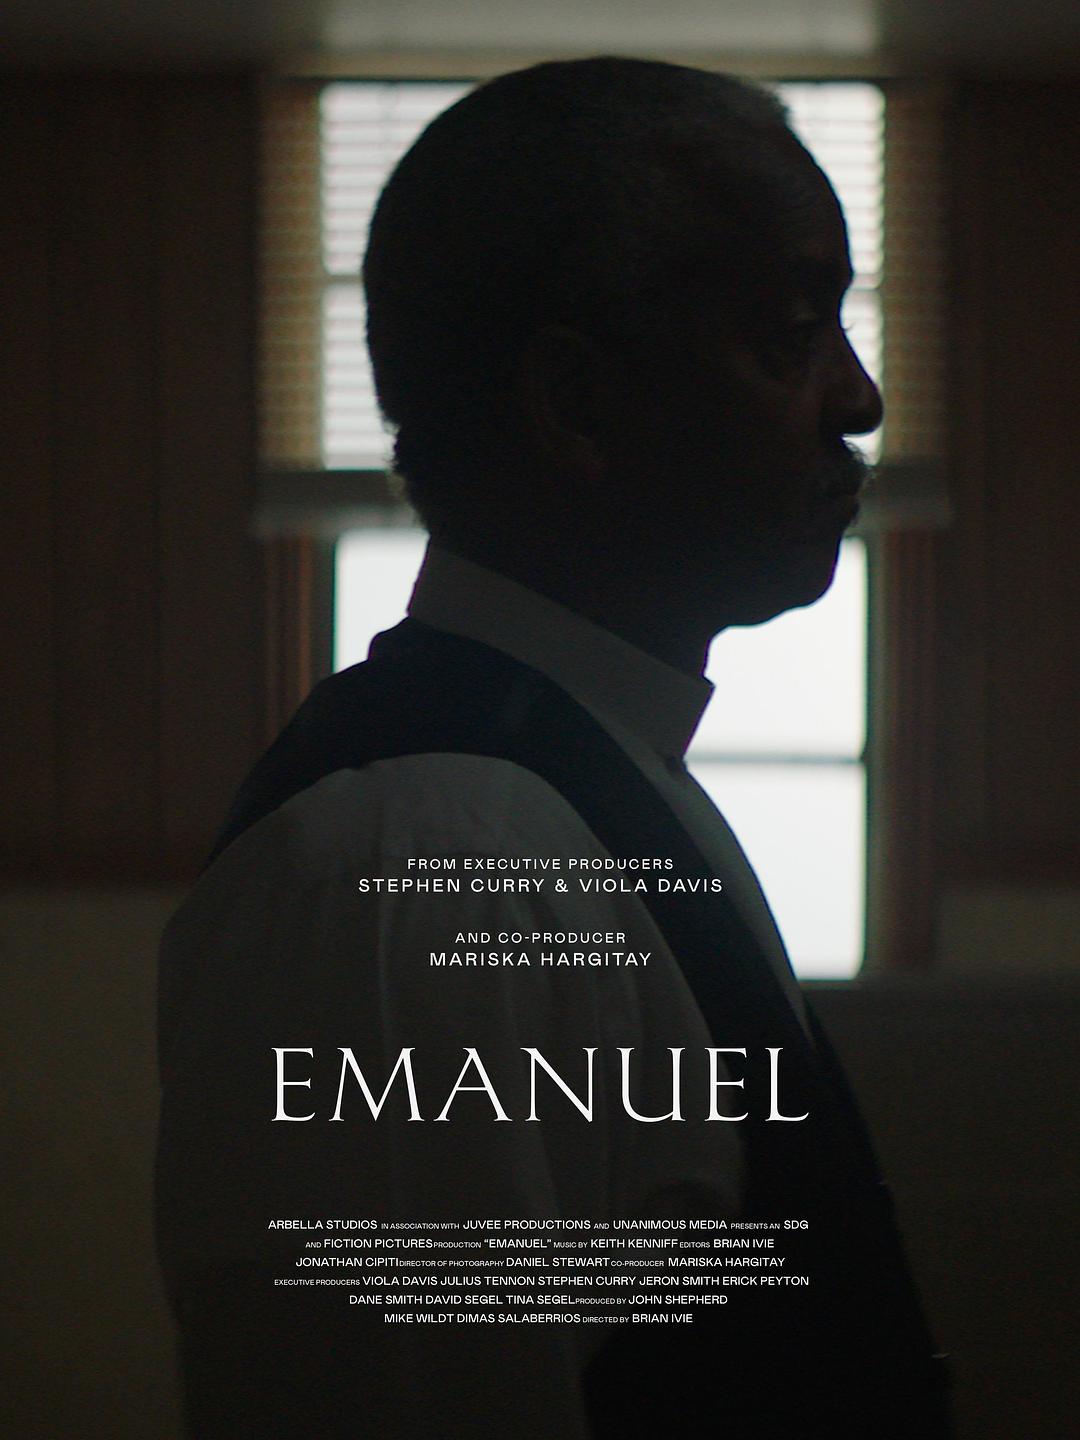 FROM EXECUTIVE PRODUCERS
STEPHEN CURRY & VIOLA DAVIS
AND CO-PRODUCER
MARISKA HARGITAY
EMANUEL
ARBELLA STUDIOS IN ASSOCIATION WITH JUVEE PRODUCTIONS AND UNANIMOUS MEDIA PRESENTS AN SDG
AND FICTION PICTURES PRODUCTION “EMANUEL” MUSIC BY KEITH KENNIFF EDITORS BRIAN IVIE
JONATHAN CIPITI DIRECTOR OF PHOTOGRAPHY DANIEL STEWART CO-PRODUCER MARISKA HARGITAY
EXECUTIVE PRODUCERS VIOLA DAVIS JULIUS TENNON STEPHEN CURRY JERON SMITH ERICK PEYTON
DANE SMITH DAVID SEGEL TINA SEGEL PRODUCED BY JOHN SHEPHERD
MIKE WILDT DIMAS SALABERRIOS DIRECTED BY BRIAN IVIE